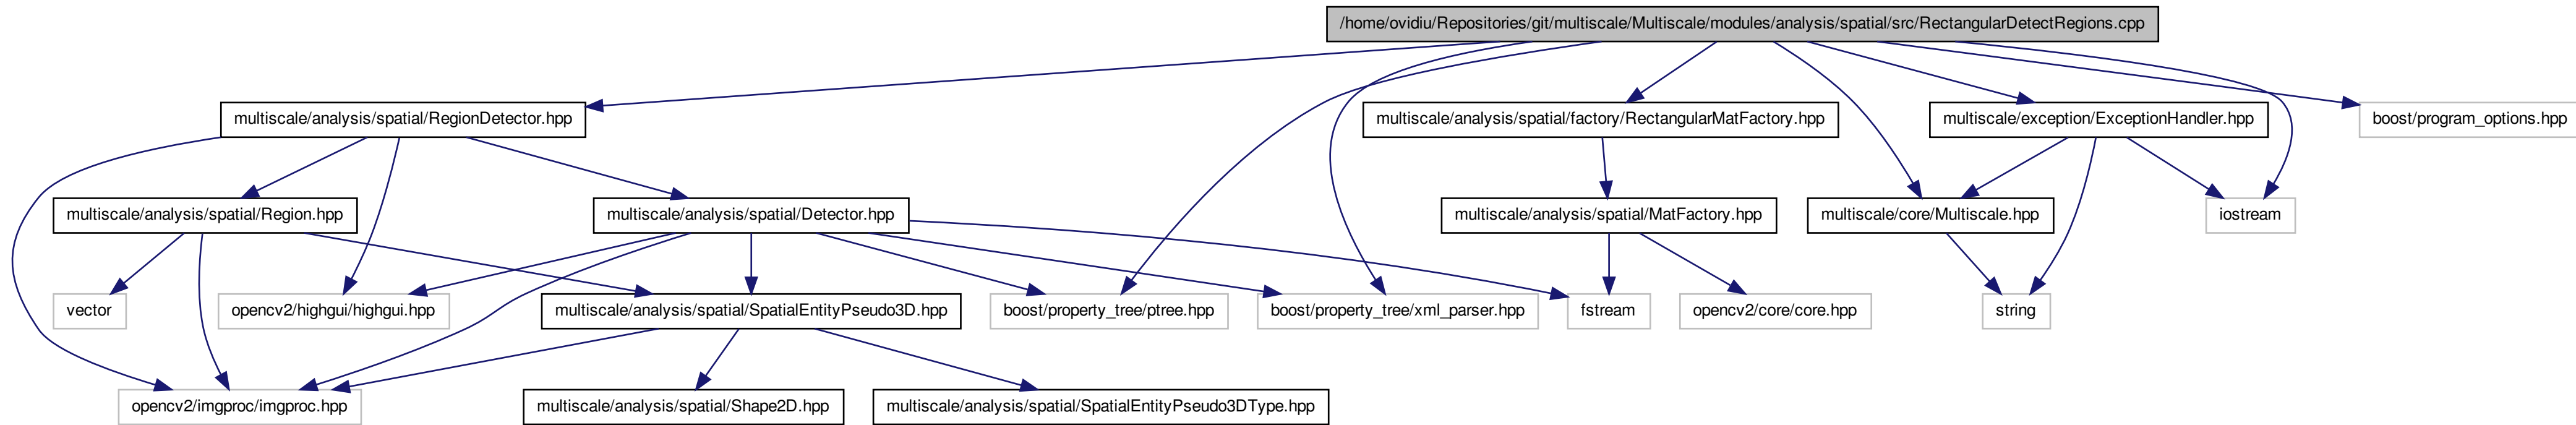 /home/ovidiu/Repositories/git/multiscale/Multiscale/modules/analysis/spatial/src/RectangularDetectRegions.cpp
multiscale/analysis/spatial/RegionDetector.hpp
multiscale/analysis/spatial/factory/RectangularMatFactory.hpp
multiscale/exception/ExceptionHandler.hpp
boost/program_options.hpp
multiscale/analysis/spatial/Region.hpp
multiscale/analysis/spatial/Detector.hpp
multiscale/analysis/spatial/MatFactory.hpp
multiscale/core/Multiscale.hpp
iostream
vector
opencv2/highgui/highgui.hpp
multiscale/analysis/spatial/SpatialEntityPseudo3D.hpp
boost/property_tree/ptree.hpp
boost/property_tree/xml_parser.hpp
fstream
opencv2/core/core.hpp
string
opencv2/imgproc/imgproc.hpp
multiscale/analysis/spatial/Shape2D.hpp
multiscale/analysis/spatial/SpatialEntityPseudo3DType.hpp